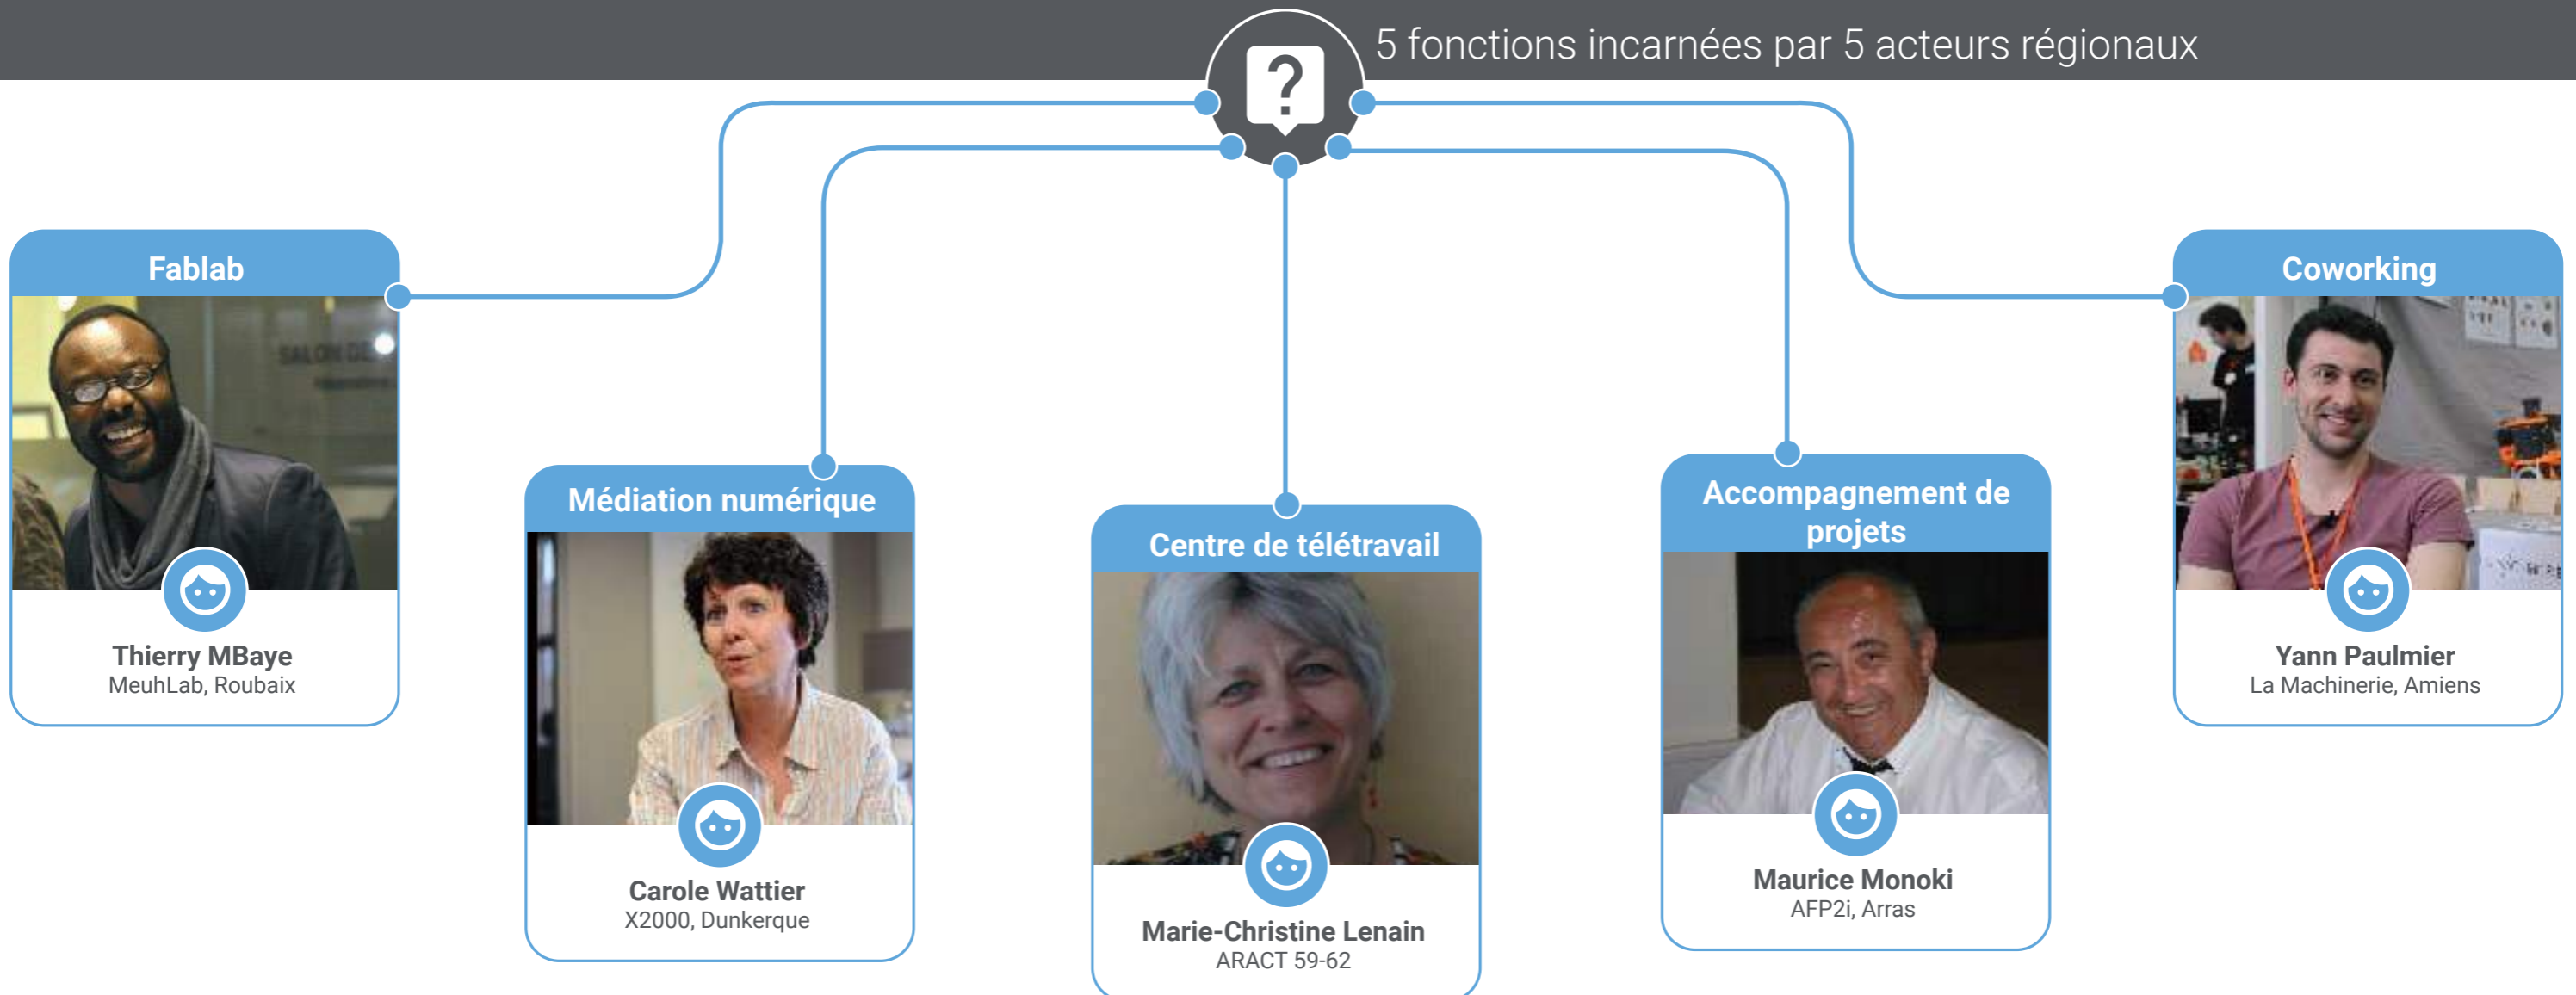 5 fonctions incarnées par 5 acteurs régionaux
?
Fablab
SALON DE
Thierry MBaye
MeuhLab, Roubaix
Médiation numérique
Carole Wattier
X2000, Dunkerque
Centre de télétravail
Marie-Christine Lenain
ARACT 59-62
Accompagnement de
projets
Maurice Monoki
AFP2i, Arras
Coworking
Yann Paulmier
La Machinerie, Amiens